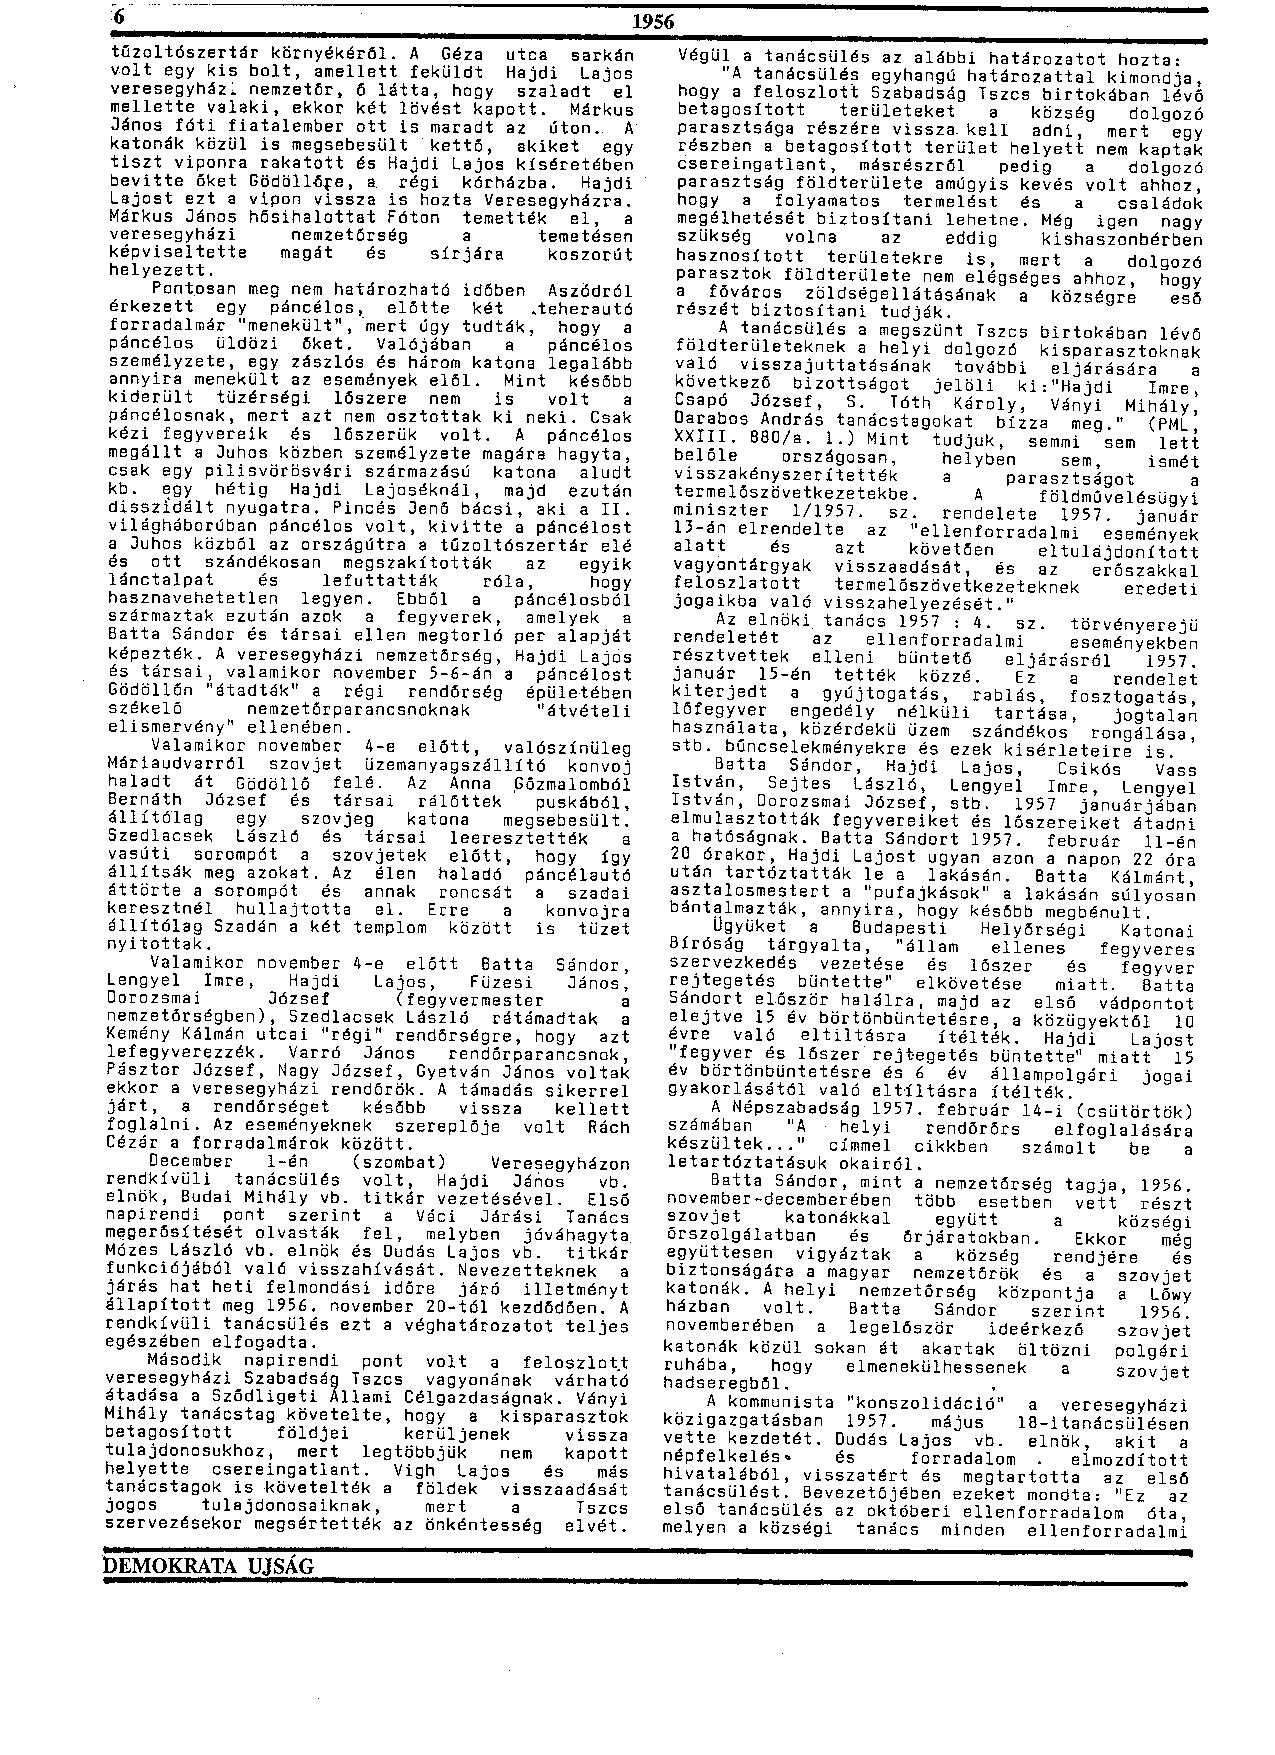 6
1956
tűzoltószertár környékéről. A Géza utca sarkán
volt egy kis bolt, amellett feküldt Hajdi Lajos
veresegyházi nemzetőr, ő látta, hogy szaladt el
mellette valaki, ekkor két lövést kapott. Márkus
János fóti fiatalember ott is maradt az úton. A
katonák közül is megsebesült kettő, akiket egy
tiszt viponra rakatott és Hajdi Lajos kíséretében
bevitte őket Gödöllőre, a régi kórházba. Hajdi
Lajost ezt a vipon vissza is hozta Veresegyházra.
Márkus János hősihalottat Fóton temették el, a
veresegyházi nemzetőrség a temetésen
képviseltette magát és sírjára koszorút
helyezett.
Pontosan meg nem határozható időben Aszódról
érkezett egy páncélos, előtte két teherautó
forradalmár "menekült", mert úgy tudták, hogy a
páncélos üldözi őket. Valójában a páncélos
személyzete, egy zászlós és három katona legalább
annyira menekült az események elől. Mint később
kiderült tüzérségi lőszere nem is volt a
páncélosnak, mert azt nem osztottak ki neki. Csak
kézi fegyvereik és lőszerük volt. A páncélos
megállt a Juhos közben személyzete magára hagyta,
csak egy pilisvörösvári származású katona aludt
kb. egy hétig Hajdi Lajoséknál, majd ezután
disszidált nyugatra. Pincés Jenő bácsi, aki a II.
világháborúban páncélos volt, kivitte a páncélost
a Juhos közből az országútra a tűzoltószertár elé
és ott szándékosan megszakították az egyik
lánctalpat és lefuttatták róla, hogy
hasznavehetetlen legyen. Ebből a páncélosból
származtak ezután azok a fegyverek, amelyek a
Batta Sándor és társai ellen megtorló per alapját
képezték. A veresegyházi nemzetőrség, Hajdi Lajos
és társai, valamikor november 5-6-án a páncélost
Gödöllőn "átadták" a régi rendőrség épületében
székelő nemzetőrparancsnoknak "átvételi
elismervény" ellenében.
Valamikor november 4-e előtt, valószínüleg
Máriaudvarról szovjet üzemanyagszállító konvoj
haladt át Gödöllő felé. Az Anna Gőzmalomból
Bernáth József és társai rálőttek puskából,
állítólag egy szovjeg katona megsebesült.
Szedlacsek László és társai leeresztették a
vasúti sorompót a szovjetek előtt, hogy így
állítsák meg azokat. Az élen haladó páncélautó
áttörte a sorompót és annak roncsát a szadai
keresztnél hullajtotta el. Erre a konvojra
állítólag Szadán a két templom között is tüzet
nyitottak.
Valamikor november 4-e előtt Batta Sándor,
Lengyel Imre, Hajdi Lajos, Füzesi János,
Dorozsmai József (fegyvermester a
nemzetőrségben), Szedlacsek László rátámadtak a
Kemény Kálmán utcai "régi" rendőrségre, hogy azt
lefegyverezzék. Varró János rendőrparancsnok,
Pásztor József, Nagy József, Gyetván János voltak
ekkor a veresegyházi rendőrök. A támadás sikerrel
járt, a rendőrséget később vissza kellett
foglalni. Az eseményeknek szereplője volt Rách
Cézár a forradalmárok között.
December 1-én (szombat) Veresegyházon
rendkívüli tanácsülés volt, Hajdi János vb.
elnök, Budai Mihály vb. titkár vezetésével. Első
napirendi pont szerint a Váci Járási Tanács
megerősítését olvasták fel, melyben jóváhagyta
Mózes László vb. elnök és Dudás Lajos vb. titkár
funkciójából való visszahívását. Nevezetteknek a
járás hat heti felmondási időre járó illetményt
állapított meg 1956. november 20-tól kezdődően. A
rendkívüli tanácsülés ezt a véghatározatot teljes
egészében elfogadta.
Második napirendi pont volt a feloszlott
veresegyházi Szabadság Tszcs vagyonának várható
átadása a Sződligeti Állami Célgazdaságnak. Ványi
Mihály tanácstag követelte, hogy a kisparasztok
betagosított földjei kerüljenek vissza
tulajdonosukhoz, mert legtöbbjük nem kapott
helyette csereingatlant. Vigh Lajos és más
tanácstagok is követelték a földek visszaadását
jogos tulajdonosaiknak, mert a Tszcs
szervezésekor megsértették az önkéntesség elvét.
Végül a tanácsülés az alábbi határozatot hozta:
"A tanácsülés egyhangú határozattal kimondja,
hogy a feloszlott Szabadság Tszcs birtokában lévő
betagosított területeket a község dolgozó
parasztsága részére vissza kell adni, mert egy
részben a betagosított terület helyett nem kaptak
csereingatlant, másrészről pedig a dolgozó
parasztság földterülete amúgyis kevés volt ahhoz,
hogy a folyamatos termelést és a családok
megélhetését biztosítani lehetne. Még igen nagy
szükség volna az eddig kishaszonbérben
hasznosított területekre is, mert a dolgozó
parasztok földterülete nem elégséges ahhoz, hogy
a főváros zöldségellátásának a községre eső
részét biztosítani tudják.
A tanácsülés a megszünt Tszcs birtokában lévő
földterületeknek a helyi dolgozó kisparasztoknak
való visszajuttatásának további eljárására a
következő bizottságot jelöli ki:"Hajdi Imre,
Csapó József, S. Tóth Károly, Ványi Mihály,
Darabos András tanácstagokat bízza meg." (PML,
XXIII. 880/a. 1.) Mint tudjuk, semmi sem lett
belőle országosan, helyben sem, ismét
visszakényszerítették a parasztságot a
termelőszövetkezetekbe. A földművelésügyi
miniszter 1/1957. sz. rendelete 1957. január
13-án elrendelte az "ellenforradalmi események
alatt és azt követően eltulajdonított
vagyontárgyak visszaadását, és az erőszakkal
feloszlatott termelőszövetkezeteknek eredeti
jogaikba való visszahelyezését."
Az elnöki tanács 1957 : 4. sz. törvényerejü
rendeletét az ellenforradalmi eseményekben
résztvettek elleni büntető eljárásról 1957.
január 15-én tették közzé. Ez a rendelet
kiterjedt a gyújtogatás, rablás, fosztogatás,
lőfegyver engedély nélküli tartása, jogtalan
használata, közérdekü üzem szándékos rongálása,
stb. bűncselekményekre és ezek kisérleteire is.
Batta Sándor, Hajdi Lajos, Csikós Vass
István, Sejtes László, Lengyel Imre, Lengyel
István, Dorozsmai József, stb. 1957 januárjában
elmulasztották fegyvereiket és lőszereiket átadni
a hatóságnak. Batta Sándort 1957. február 11-én
20 órakor, Hajdi Lajost ugyan azon a napon 22 óra
után tartóztatták le a lakásán. Batta Kálmánt,
asztalosmestert a "pufajkások" a lakásán súlyosan
bántalmazták, annyira, hogy később megbénult.
Ügyüket a Budapesti Helyőrségi Katonai
Bíróság tárgyalta, "állam ellenes fegyveres
szervezkedés vezetése és lőszer és fegyver
rejtegetés büntette" elkövetése miatt. Batta
Sándort először halálra, majd az első vádpontot
elejtve 15 év börtönbüntetésre, a közügyektől 10
évre való eltiltásra ítélték. Hajdi Lajost
"fegyver és lőszer rejtegetés büntette" miatt 15
év börtönbüntetésre és 6 év állampolgári jogai
gyakorlásától való eltíltásra ítélték.
A Népszabadság 1957. február 14-i (csütörtök)
számában "A helyi rendőrőrs elfoglalására
készültek..." címmel cikkben számolt be a
letartóztatásuk okairól.
Batta Sándor, mint a nemzetőrség tagja, 1956.
november-decemberében több esetben vett részt
szovjet katonákkal együtt a községi
őrszolgálatban és őrjáratokban. Ekkor még
együttesen vigyáztak a község rendjére és
biztonságára a magyar nemzetőrök és a szovjet
katonák. A helyi nemzetőrség központja a Lőwy
házban volt. Batta Sándor szerint 1956.
novemberében a legelőször ideérkező szovjet
katonák közül sokan át akartak öltözni polgári
ruhába, hogy elmenekülhessenek a szovjet
hadseregből.
A kommunista "konszolidáció" a veresegyházi
közigazgatásban 1957. május 18-itanácsülésen
vette kezdetét. Dudás Lajos vb. elnök, akit a
népfelkelés és forradalom elmozdított
hivatalából, visszatért és megtartotta az első
tanácsülést. Bevezetőjében ezeket mondta: "Ez az
első tanácsülés az októberi ellenforradalom óta,
melyen a községi tanács minden ellenforradalmi
DEMOKRATA UJSÁG